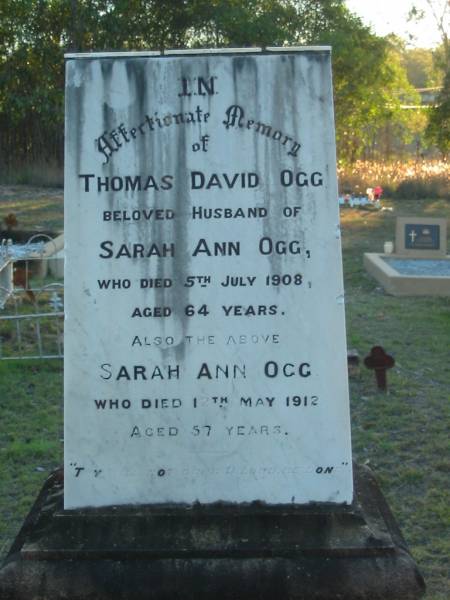 IN
Affectionate Memory
of
THOMAS DAVID OGG
BELOVED HUSBAND OF
SARAH ANN OGG,
WHO DIED 5TH JULY 1908,
AGED 64 YEARS.
ALSO THE ABOVE
SARAH ANN OGG
WHO DIED 12TH MAY 1912
AGED 57 YEARS.